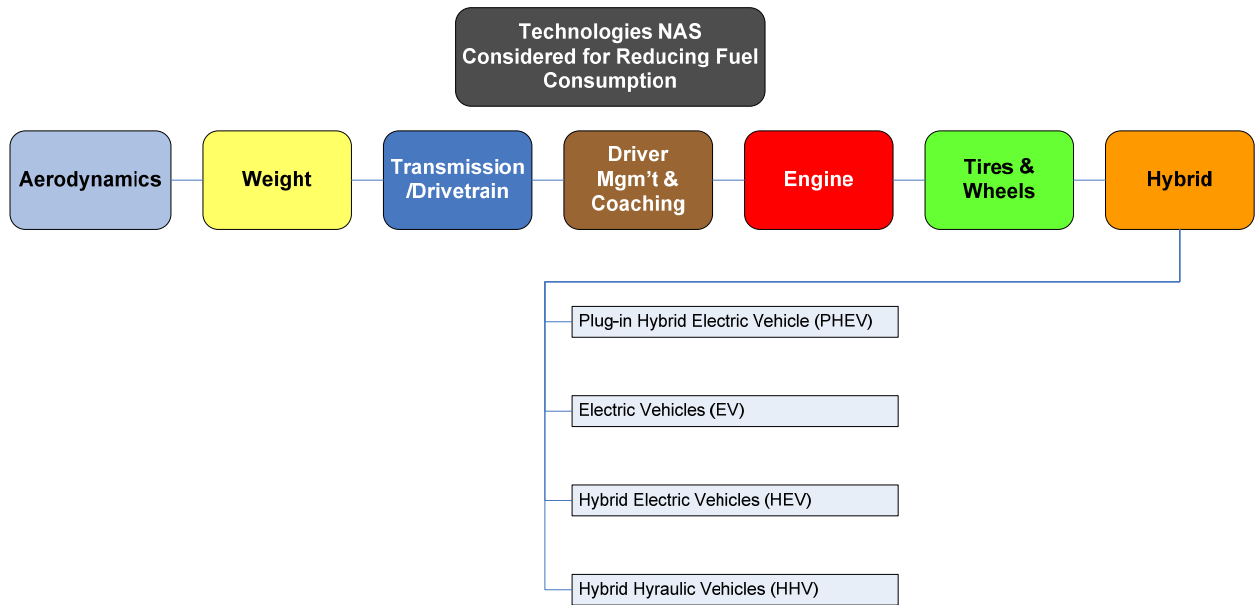 Technologies NAS
Considered for Reducing Fuel
Consumption
Aerodynamics
Weight
Transmission
/Drivetrain
Driver
Mgm't &
Coaching
Engine
Tires &
Wheels
Hybrid
Plug-in Hybrid Electric Vehicle (PHEV)
Electric Vehicles (EV)
Hybrid Electric Vehicles (HEV)
Hybrid Hyraulic Vehicles (HHV)